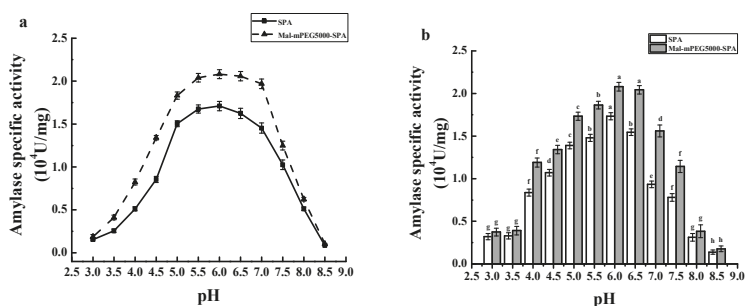 a
SPA
Mal-mPEG5000-SPA
2.5
2.0
1.5
1.0
0.5
0.0
Amylase specific activity
(10⁴U/mg)
2.5 3.0 3.5 4.0 4.5 5.0 5.5 6.0 6.5 7.0 7.5 8.0 8.5 9.0
pH
b
SPA
Mal-mPEG5000-SPA
2.5
2.0
1.5
1.0
0.5
0.0
Amylase specific activity
(10⁴U/mg)
g g g g f f d e c c b b a a b a e d f f g g h h
2.5 3.0 3.5 4.0 4.5 5.0 5.5 6.0 6.5 7.0 7.5 8.0 8.5 9.0
pH